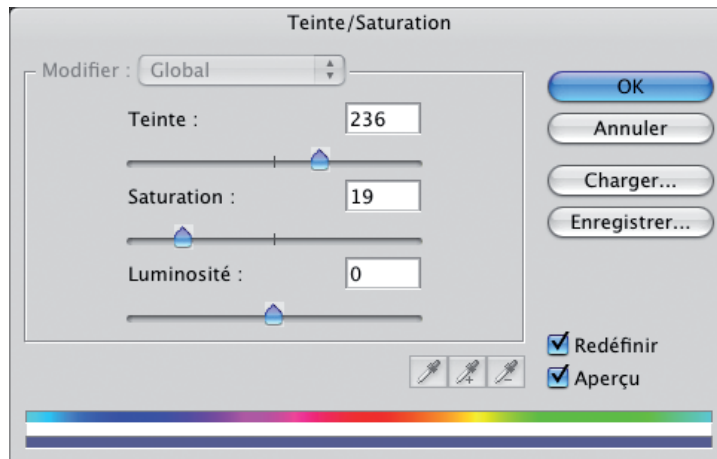 Teinte/Saturation
Modifier : Global
Teinte : 236
Saturation : 19
Luminosité : 0
OK
Annuler
Charger...
Enregistrer...
Redéfinir
Aperçu